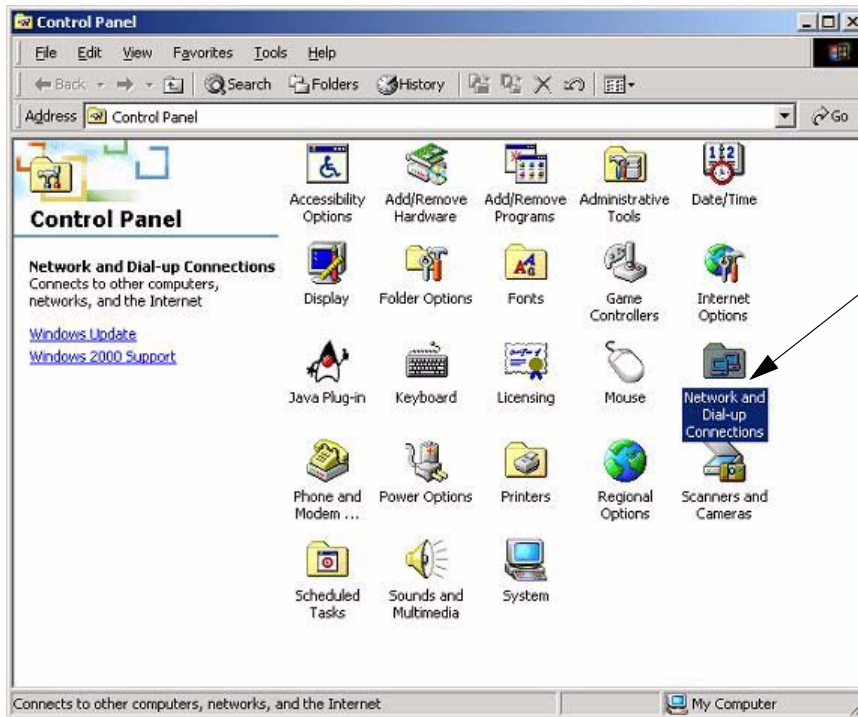 Control Panel
File Edit View Favorites Tools Help
Back Search Folders History
Address Control Panel Go
Control Panel
Network and Dial-up Connections
Connects to other computers,
networks, and the Internet
Windows Update
Windows 2000 Support
Accessibility
Options
Add/Remove
Hardware
Add/Remove
Programs
Administrative
Tools
Date/Time
Display
Folder Options
Fonts
Game
Controllers
Internet
Options
Java Plug-in
Keyboard
Licensing
Mouse
Network and
Dial-up
Connections
Phone and
Modem ...
Power Options
Printers
Regional
Options
Scanners and
Cameras
Scheduled
Tasks
Sounds and
Multimedia
System
Connects to other computers, networks, and the Internet My Computer